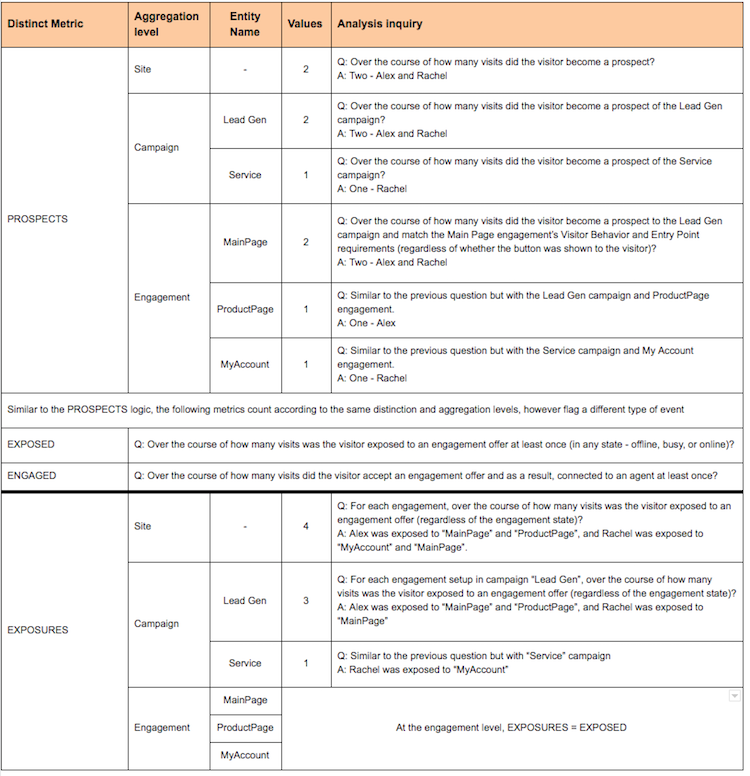 Distinct Metric
Aggregation
level
Entity
Name
Values
Analysis inquiry
PROSPECTS
Site
-
2
Q: Over the course of how many visits did the visitor become a prospect?
A: Two - Alex and Rachel
Campaign
Lead Gen
2
Q: Over the course of how many visits did the visitor become a prospect of the Lead Gen
campaign?
A: Two - Alex and Rachel
Service
1
Q: Over the course of how many visits did the visitor become a prospect of the Service
campaign?
A: One - Rachel
Engagement
MainPage
2
Q: Over the course of how many visits did the visitor become a prospect to the Lead Gen
campaign and match the Main Page engagement's Visitor Behavior and Entry Point
requirements (regardless of whether the button was shown to the visitor)?
A: Two - Alex and Rachel
ProductPage
1
Q: Similar to the previous question but with the Lead Gen campaign and ProductPage
engagement.
A: One - Alex
MyAccount
1
Q: Similar to the previous question but with the Service campaign and My Account
engagement.
A: One - Rachel
Similar to the PROSPECTS logic, the following metrics count according to the same distinction and aggregation levels, however flag a different type of event
EXPOSED
Q: Over the course of how many visits was the visitor exposed to an engagement offer at least once (in any state - offline, busy, or online)?
ENGAGED
Q: Over the course of how many visits did the visitor accept an engagement offer and as a result, connected to an agent at least once?
EXPOSURES
Site
-
4
Q: For each engagement, over the course of how many visits was the visitor exposed to an
engagement offer (regardless of the engagement state)?
A: Alex was exposed to "MainPage" and "ProductPage", and Rachel was exposed to
"MyAccount" and "MainPage".
Campaign
Lead Gen
3
Q: For each engagement setup in campaign "Lead Gen", over the course of how many
visits was the visitor exposed to an engagement offer (regardless of the engagement state)?
A: Alex was exposed to "MainPage" and "ProductPage", and Rachel was exposed to
"MainPage"
Service
1
Q: Similar to the previous question but with "Service" campaign
A: Rachel was exposed to "MyAccount"
Engagement
MainPage
ProductPage
MyAccount
At the engagement level, EXPOSURES = EXPOSED